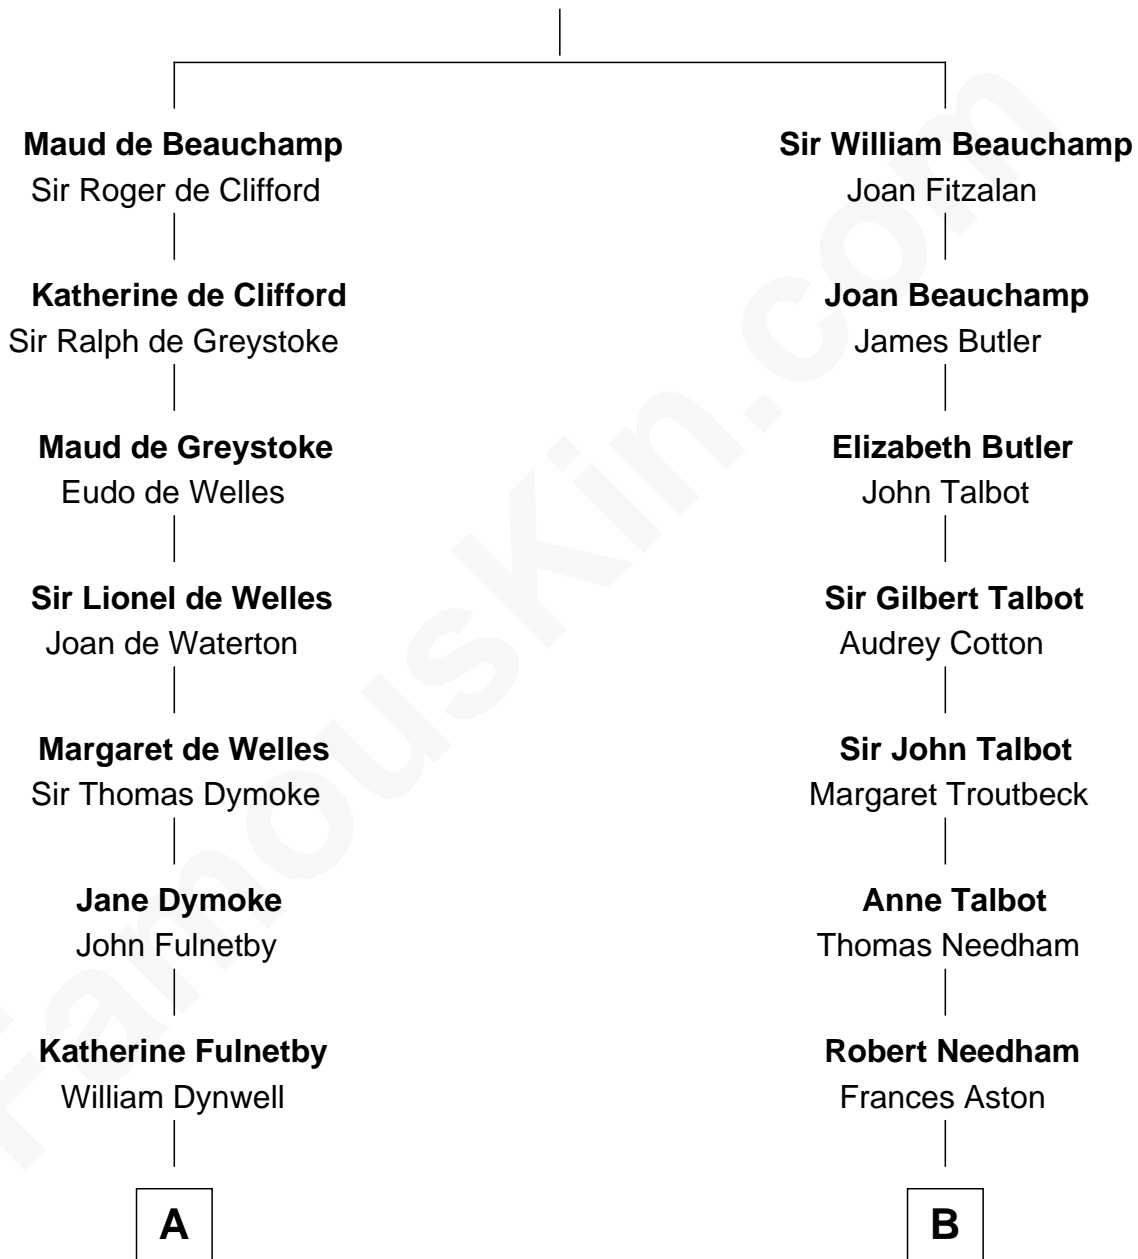 Maud de Beauchamp
Sir Roger de Clifford
Katherine de Clifford
Sir Ralph de Greystoke
Maud de Greystoke
Eudo de Welles
Sir Lionel de Welles
Joan de Waterton
Margaret de Welles
Sir Thomas Dymoke
Jane Dymoke
John Fulnetby
Katherine Fulnetby
William Dynwell
A
Sir William Beauchamp
Joan Fitzalan
Joan Beauchamp
James Butler
Elizabeth Butler
John Talbot
Sir Gilbert Talbot
Audrey Cotton
Sir John Talbot
Margaret Troutbeck
Anne Talbot
Thomas Needham
Robert Needham
Frances Aston
B
FamousKin.com